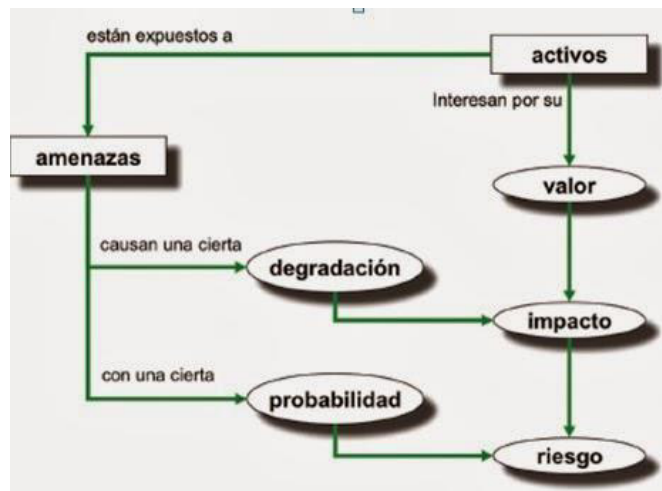 están expuestos a
activos
Interesan por su
amenazas
valor
causan una cierta
degradación
impacto
con una cierta
probabilidad
riesgo